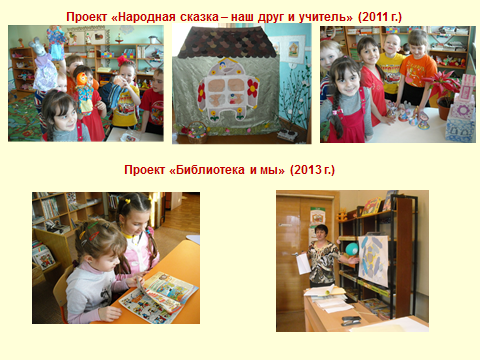 Проект «Народная сказка – наш друг и учитель» (2011 г.)
Проект «Библиотека и мы» (2013 г.)